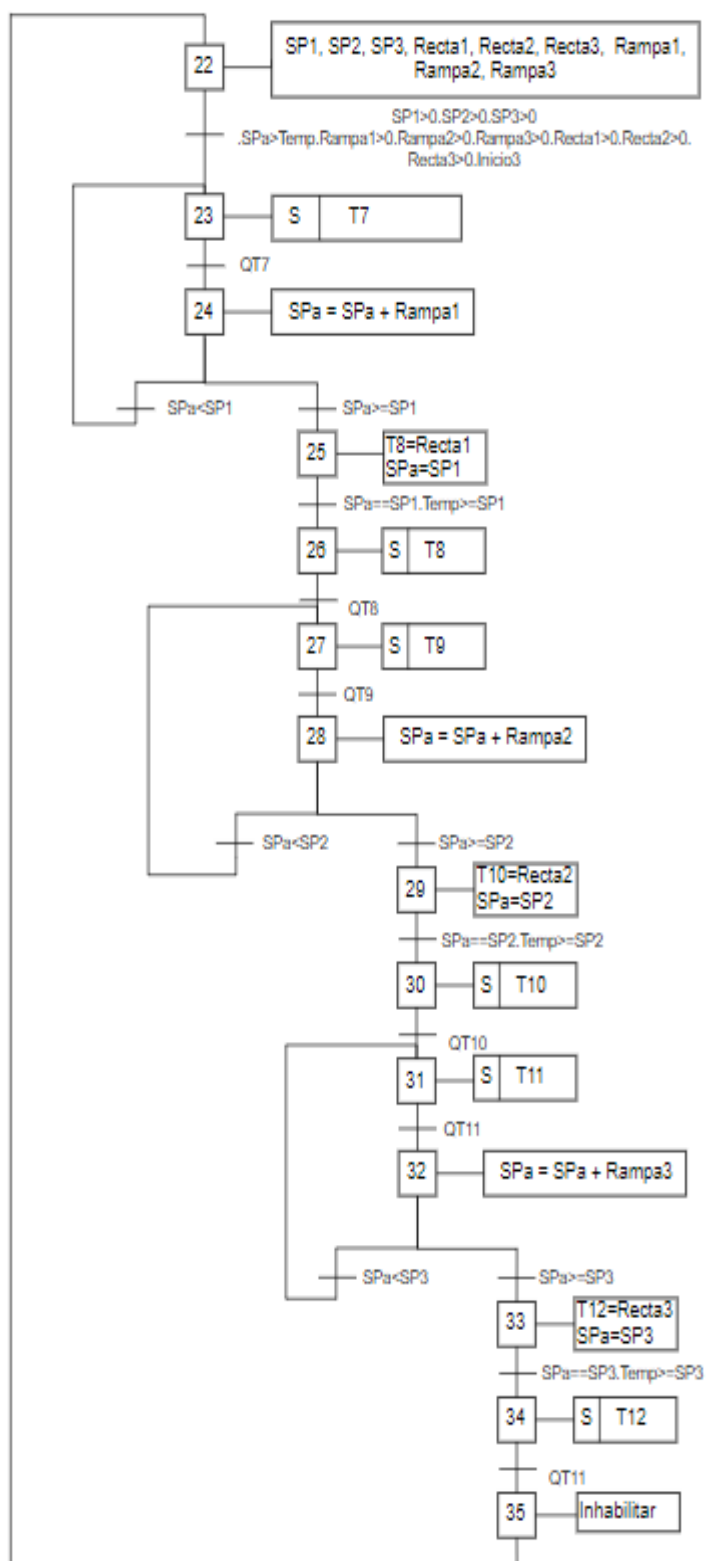 22
SP1, SP2, SP3, Recta1, Recta2, Recta3, Rampa1,
Rampa2, Rampa3
SP1>0.SP2>0.SP3>0
.SPa>Temp.Rampa1>0.Rampa2>0.Rampa3>0.Recta1>0.Recta2>0.
Recta3>0.Inicio3
23
S T7
QT7
24
SPa = SPa + Rampa1
SPa<SP1
SPa>=SP1
25
T8=Recta1
SPa=SP1
SPa==SP1.Temp>=SP1
26
S T8
QT8
27
S T9
QT9
28
SPa = SPa + Rampa2
SPa<SP2
SPa>=SP2
29
T10=Recta2
SPa=SP2
SPa==SP2.Temp>=SP2
30
S T10
QT10
31
S T11
QT11
32
SPa = SPa + Rampa3
SPa<SP3
SPa>=SP3
33
T12=Recta3
SPa=SP3
SPa==SP3.Temp>=SP3
34
S T12
QT11
35
Inhabilitar